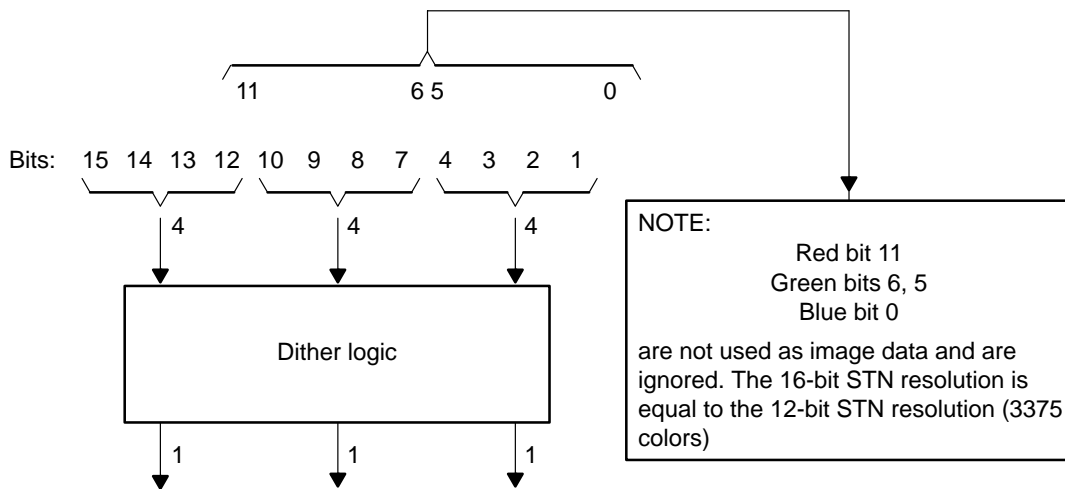 11 6 5 0
Bits: 15 14 13 12 10 9 8 7 4 3 2 1
4 4 4
Dither logic
1 1 1
NOTE:
Red bit 11
Green bits 6, 5
Blue bit 0
are not used as image data and are
ignored. The 16-bit STN resolution is
equal to the 12-bit STN resolution (3375
colors)